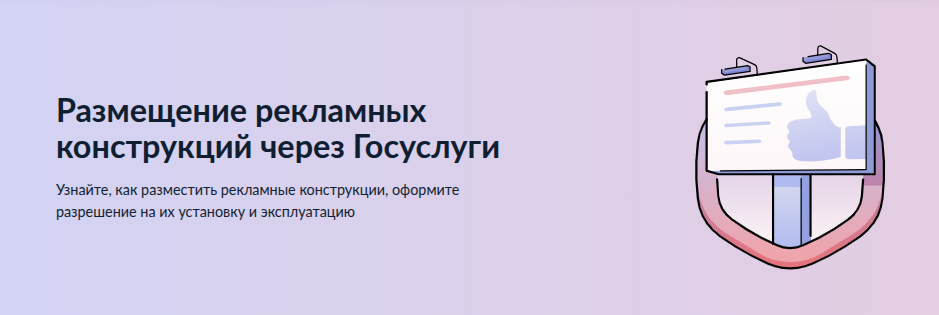 Размещение рекламных
конструкций через Госуслуги
Узнайте, как разместить рекламные конструкции, оформите
разрешение на их установку и эксплуатацию